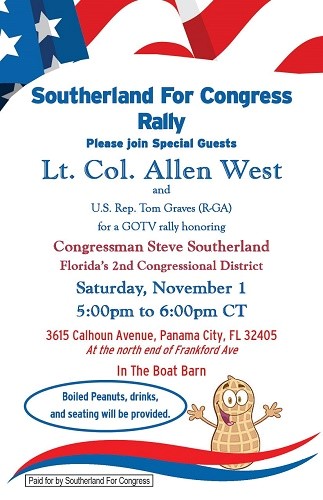 Southerland For Congress
Rally
Please join Special Guests
Lt. Col. Allen West
and
U.S. Rep. Tom Graves (R-GA)
for a GOTV rally honoring
Congressman Steve Southerland
Florida's 2nd Congressional District
Saturday, November 1
5:00pm to 6:00pm CT
3615 Calhoun Avenue, Panama City, FL 32405
At the north end of Frankford Ave
In The Boat Barn
Boiled Peanuts, drinks,
and seating will be provided.
Paid for by Southerland For Congress